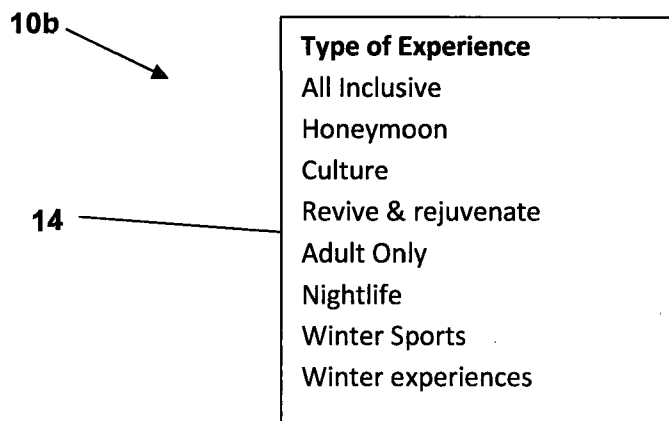 10b
Type of Experience
All Inclusive
Honeymoon
Culture
Revive & rejuvenate
14
Adult Only
Nightlife
Winter Sports
Winter experiences